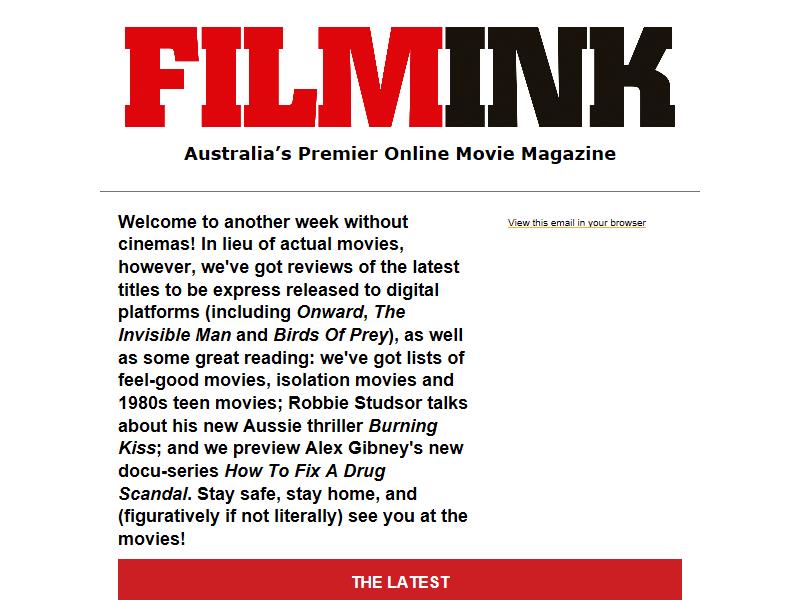 FILMINK
Australia’s Premier Online Movie Magazine
Welcome to another week without
cinemas! In lieu of actual movies,
however, we've got reviews of the latest
titles to be express released to digital
platforms (including Onward, The
Invisible Man and Birds Of Prey), as well
as some great reading: we've got lists of
feel-good movies, isolation movies and
1980s teen movies; Robbie Studsor talks
about his new Aussie thriller Burning
Kiss; and we preview Alex Gibney's new
docu-series How To Fix A Drug
Scandal. Stay safe, stay home, and
(figuratively if not literally) see you at the
movies!
View this email in your browser
THE LATEST